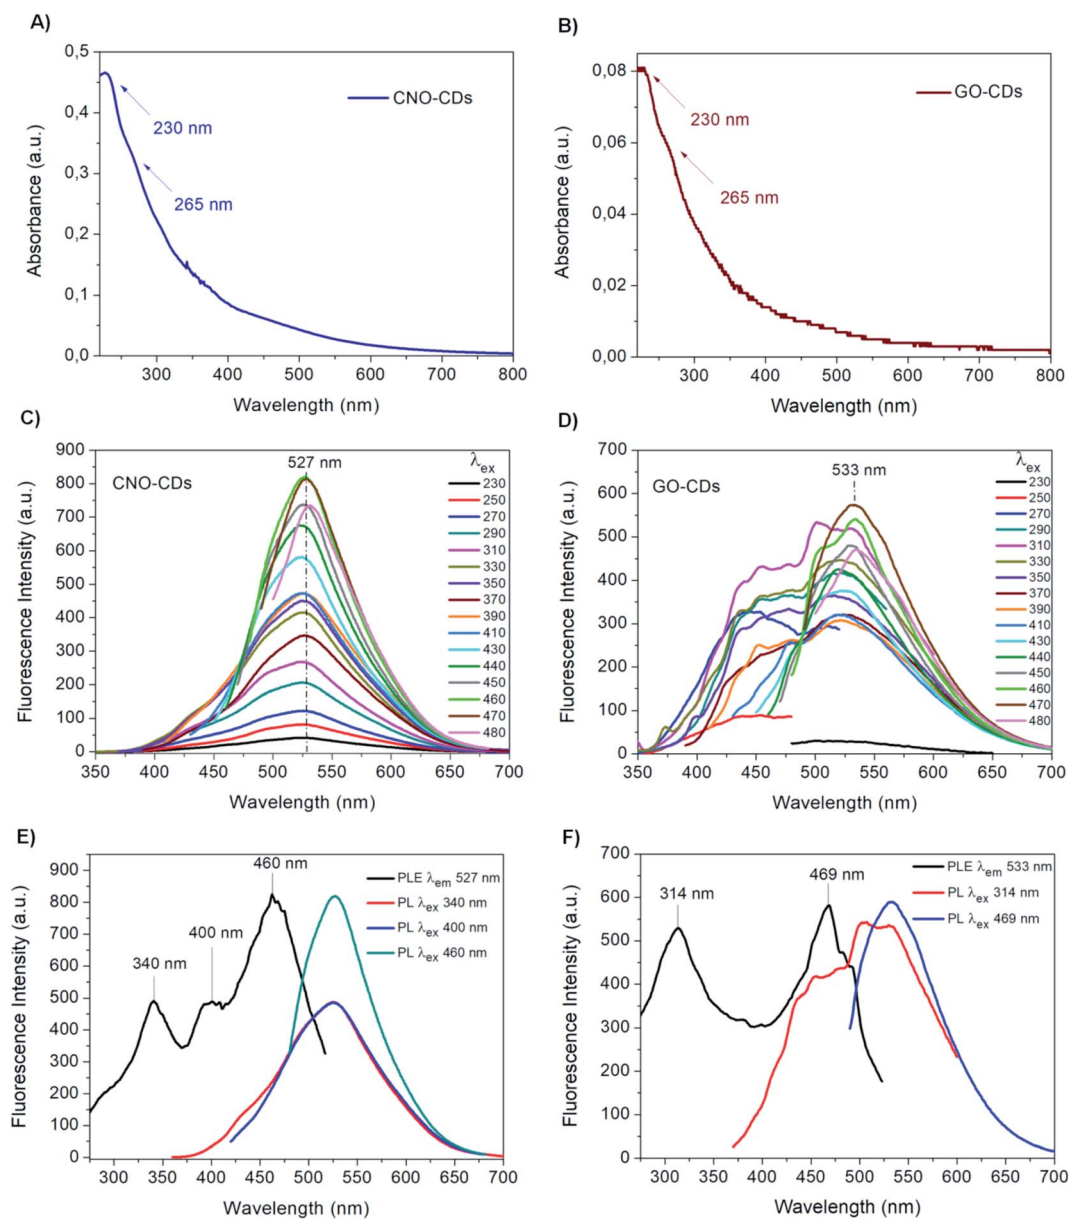 A)
0,5
0,4
0,3
0,2
0,1
0,0
Absorbance (a.u.)
CNO-CDs
230 nm
265 nm
300 400 500 600 700 800
Wavelength (nm)
B)
0,08
0,06
0,04
0,02
0,00
Absorbance (a.u.)
GO-CDs
230 nm
265 nm
300 400 500 600 700 800
Wavelength (nm)
C)
900
800
700
600
500
400
300
200
100
0
Fluorescence Intensity (a.u.)
CNO-CDs
527 nm
λex
230
250
270
290
310
330
350
370
390
410
430
440
450
460
470
480
350 400 450 500 550 600 650 700
Wavelength (nm)
D)
700
600
500
400
300
200
100
0
Fluorescence Intensity (a.u.)
GO-CDs
533 nm
λex
230
250
270
290
310
330
350
370
390
410
430
440
450
460
470
480
350 400 450 500 550 600 650 700
Wavelength (nm)
E)
900
800
700
600
500
400
300
200
100
0
Fluorescence Intensity (a.u.)
340 nm
400 nm
460 nm
PLE λem 527 nm
PL λex 340 nm
PL λex 400 nm
PL λex 460 nm
300 350 400 450 500 550 600 650 700
Wavelength (nm)
F)
700
600
500
400
300
200
100
0
Fluorescence Intensity (a.u.)
314 nm
469 nm
PLE λem 533 nm
PL λex 314 nm
PL λex 469 nm
300 350 400 450 500 550 600 650 700
Wavelength (nm)